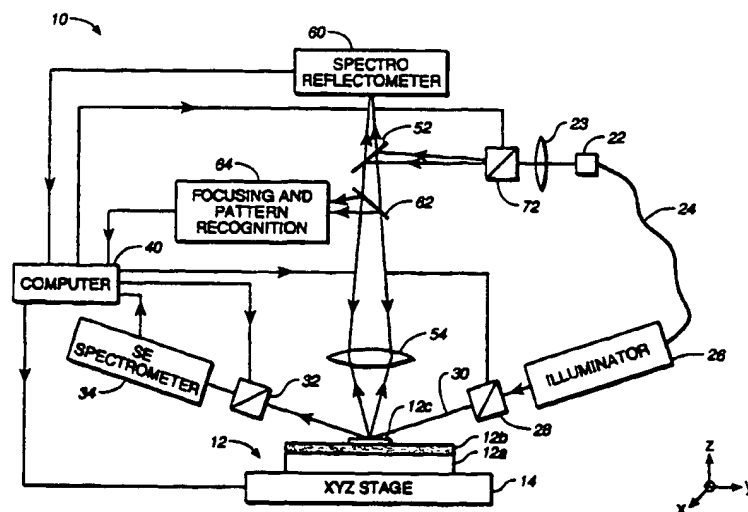 10
60
SPECTRO
REFLECTOMETER
52
23
22
64
72
24
FOCUSING AND
PATTERN
RECOGNITION
62
40
COMPUTER
54
SE
SPECTROMETER
34
32
30
ILLUMINATOR
26
28
12
12c
12b
12a
XYZ STAGE
14
Z
Y
X